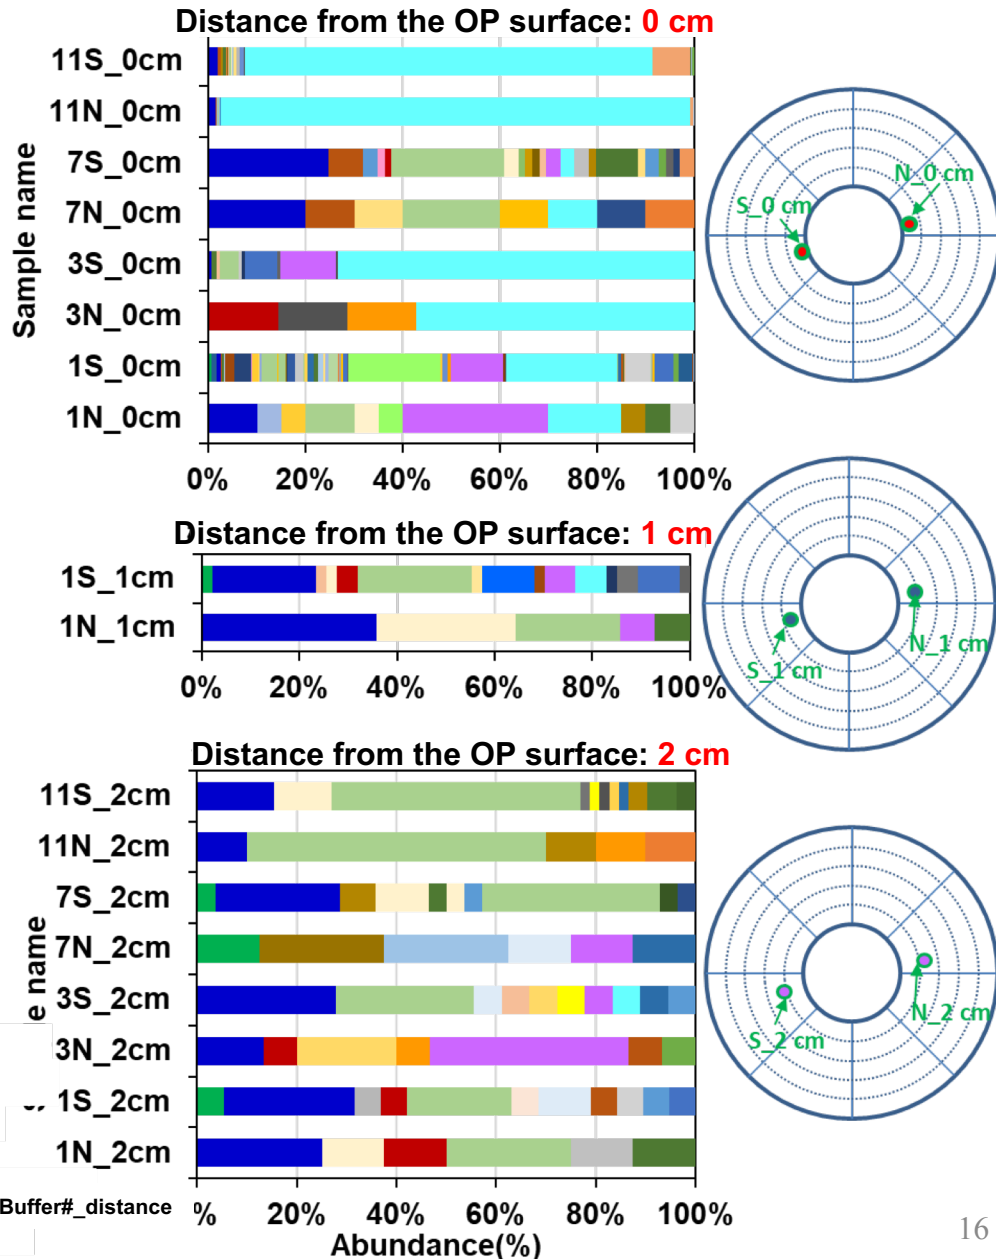 Distance from the OP surface: 0 cm
Sample name
11S_0cm
11N_0cm
7S_0cm
7N_0cm
3S_0cm
3N_0cm
1S_0cm
1N_0cm
0% 20% 40% 60% 80% 100%
N_0 cm
S_0 cm
Distance from the OP surface: 1 cm
1S_1cm
1N_1cm
0% 20% 40% 60% 80% 100%
N_1 cm
S_1 cm
Distance from the OP surface: 2 cm
name
11S_2cm
11N_2cm
7S_2cm
7N_2cm
3S_2cm
3N_2cm
1S_2cm
1N_2cm
% 20% 40% 60% 80% 100%
Abundance(%)
N_2 cm
S_2 cm
Buffer#_distance
16